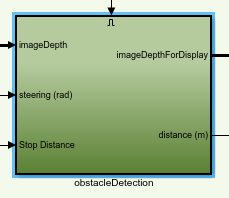 imageDepth
imageDepthForDisplay
steering (rad)
distance (m)
Stop Distance
obstacleDetection